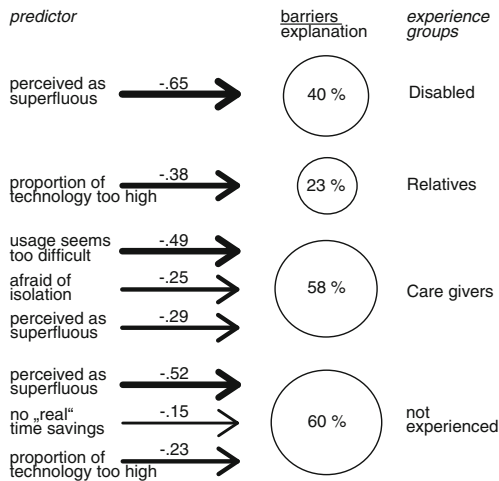 predictor
barriers
explanation
experience
groups
perceived as
superfluous
-.65
40 %
Disabled
proportion of
technology too high
-.38
23 %
Relatives
usage seems
too difficult
-.49
afraid of
isolation
-.25
perceived as
superfluous
-.29
58 %
Care givers
perceived as
superfluous
-.52
no „real“
time savings
-.15
proportion of
technology too high
-.23
60 %
not
experienced